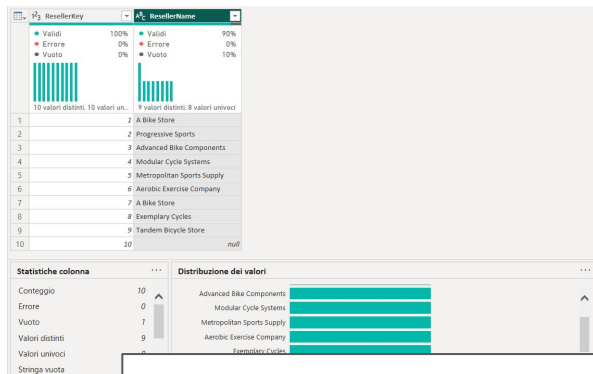 1²3 ResellerKey AᴮC ResellerName
Validi 100% Validi 90%
Errore 0% Errore 0%
Vuoto 0% Vuoto 10%
10 valori distinti, 10 valori un... 9 valori distinti, 8 valori univoci
1 1 A Bike Store
2 2 Progressive Sports
3 3 Advanced Bike Components
4 4 Modular Cycle Systems
5 5 Metropolitan Sports Supply
6 6 Aerobic Exercise Company
7 7 A Bike Store
8 8 Exemplary Cycles
9 9 Tandem Bicycle Store
10 10 null
Statistiche colonna ... Distribuzione dei valori ...
Conteggio 10
Errore 0
Vuoto 1
Valori distinti 9
Valori univoci
Stringa vuota
Advanced Bike Components
Modular Cycle Systems
Metropolitan Sports Supply
Aerobic Exercise Company
Exemplary Cycles